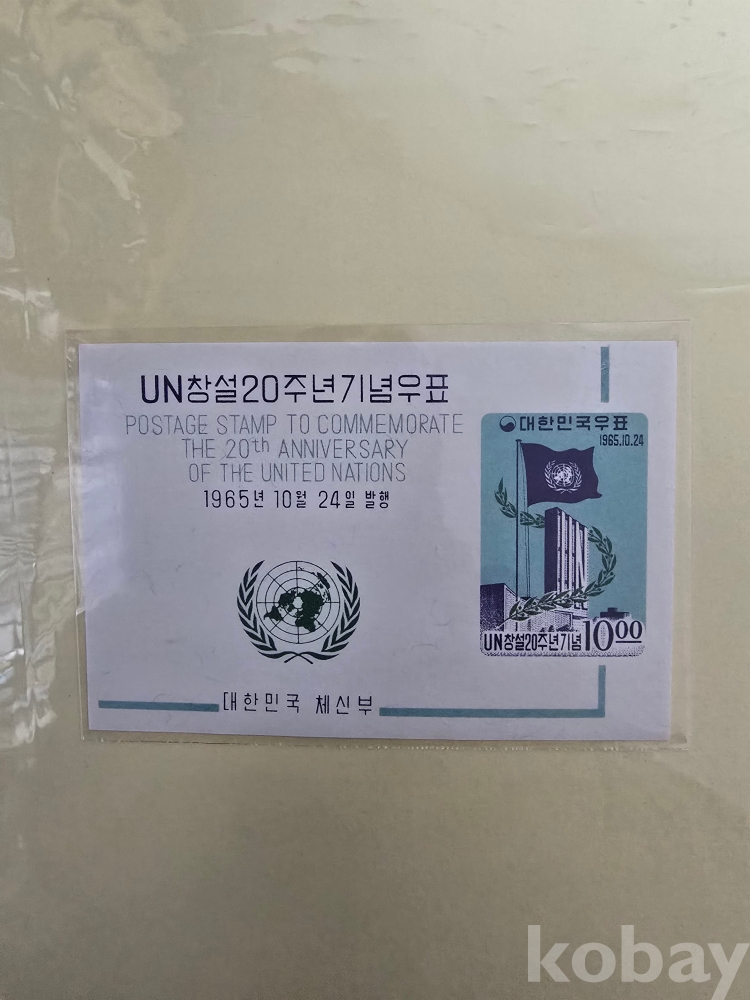 UN창설20주년기념우표
POSTAGE STAMP TO COMMEMORATE
THE 20th ANNIVERSARY
OF THE UNITED NATIONS
1965년 10월 24일 발행
대한민국우표
1965.10.24
UN
UN창설20주년기념 10.00
대한민국 체신부
kobay